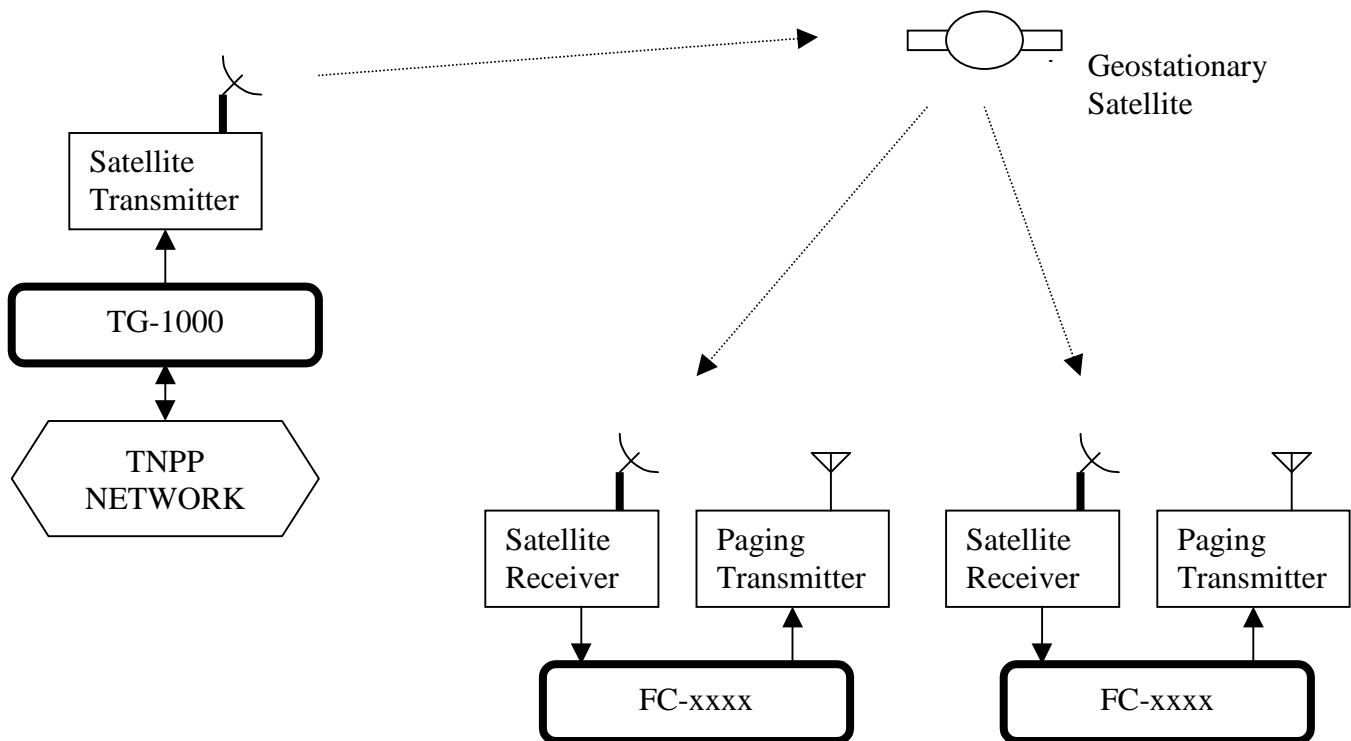 Geostationary
Satellite
Satellite
Transmitter
TG-1000
TNPP
NETWORK
Satellite
Receiver
Paging
Transmitter
Satellite
Receiver
Paging
Transmitter
FC-xxxx
FC-xxxx